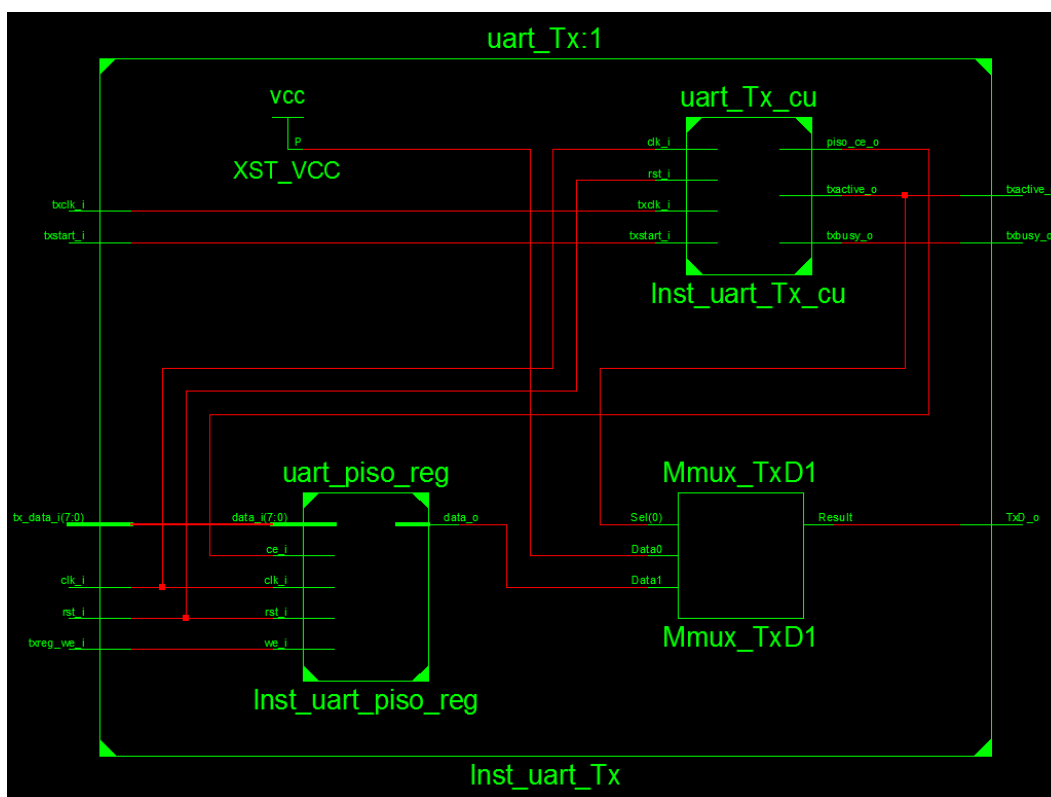 uart_Tx:1
vcc
P
XST_VCC
uart_Tx_cu
clk_i
rst_i
txclk_i
txstart_i
piso_ce_o
txactive_o
txbusy_o
Inst_uart_Tx_cu
txclk_i
txstart_i
txactive_
txbusy_o
uart_piso_reg
data_i(7:0)
ce_i
clk_i
rst_i
we_i
data_o
Inst_uart_piso_reg
tx_data_i(7:0)
clk_i
rst_i
txreg_we_i
Mmux_TxD1
Sel(0)
Data0
Data1
Result
Mmux_TxD1
TxD_o
Inst_uart_Tx